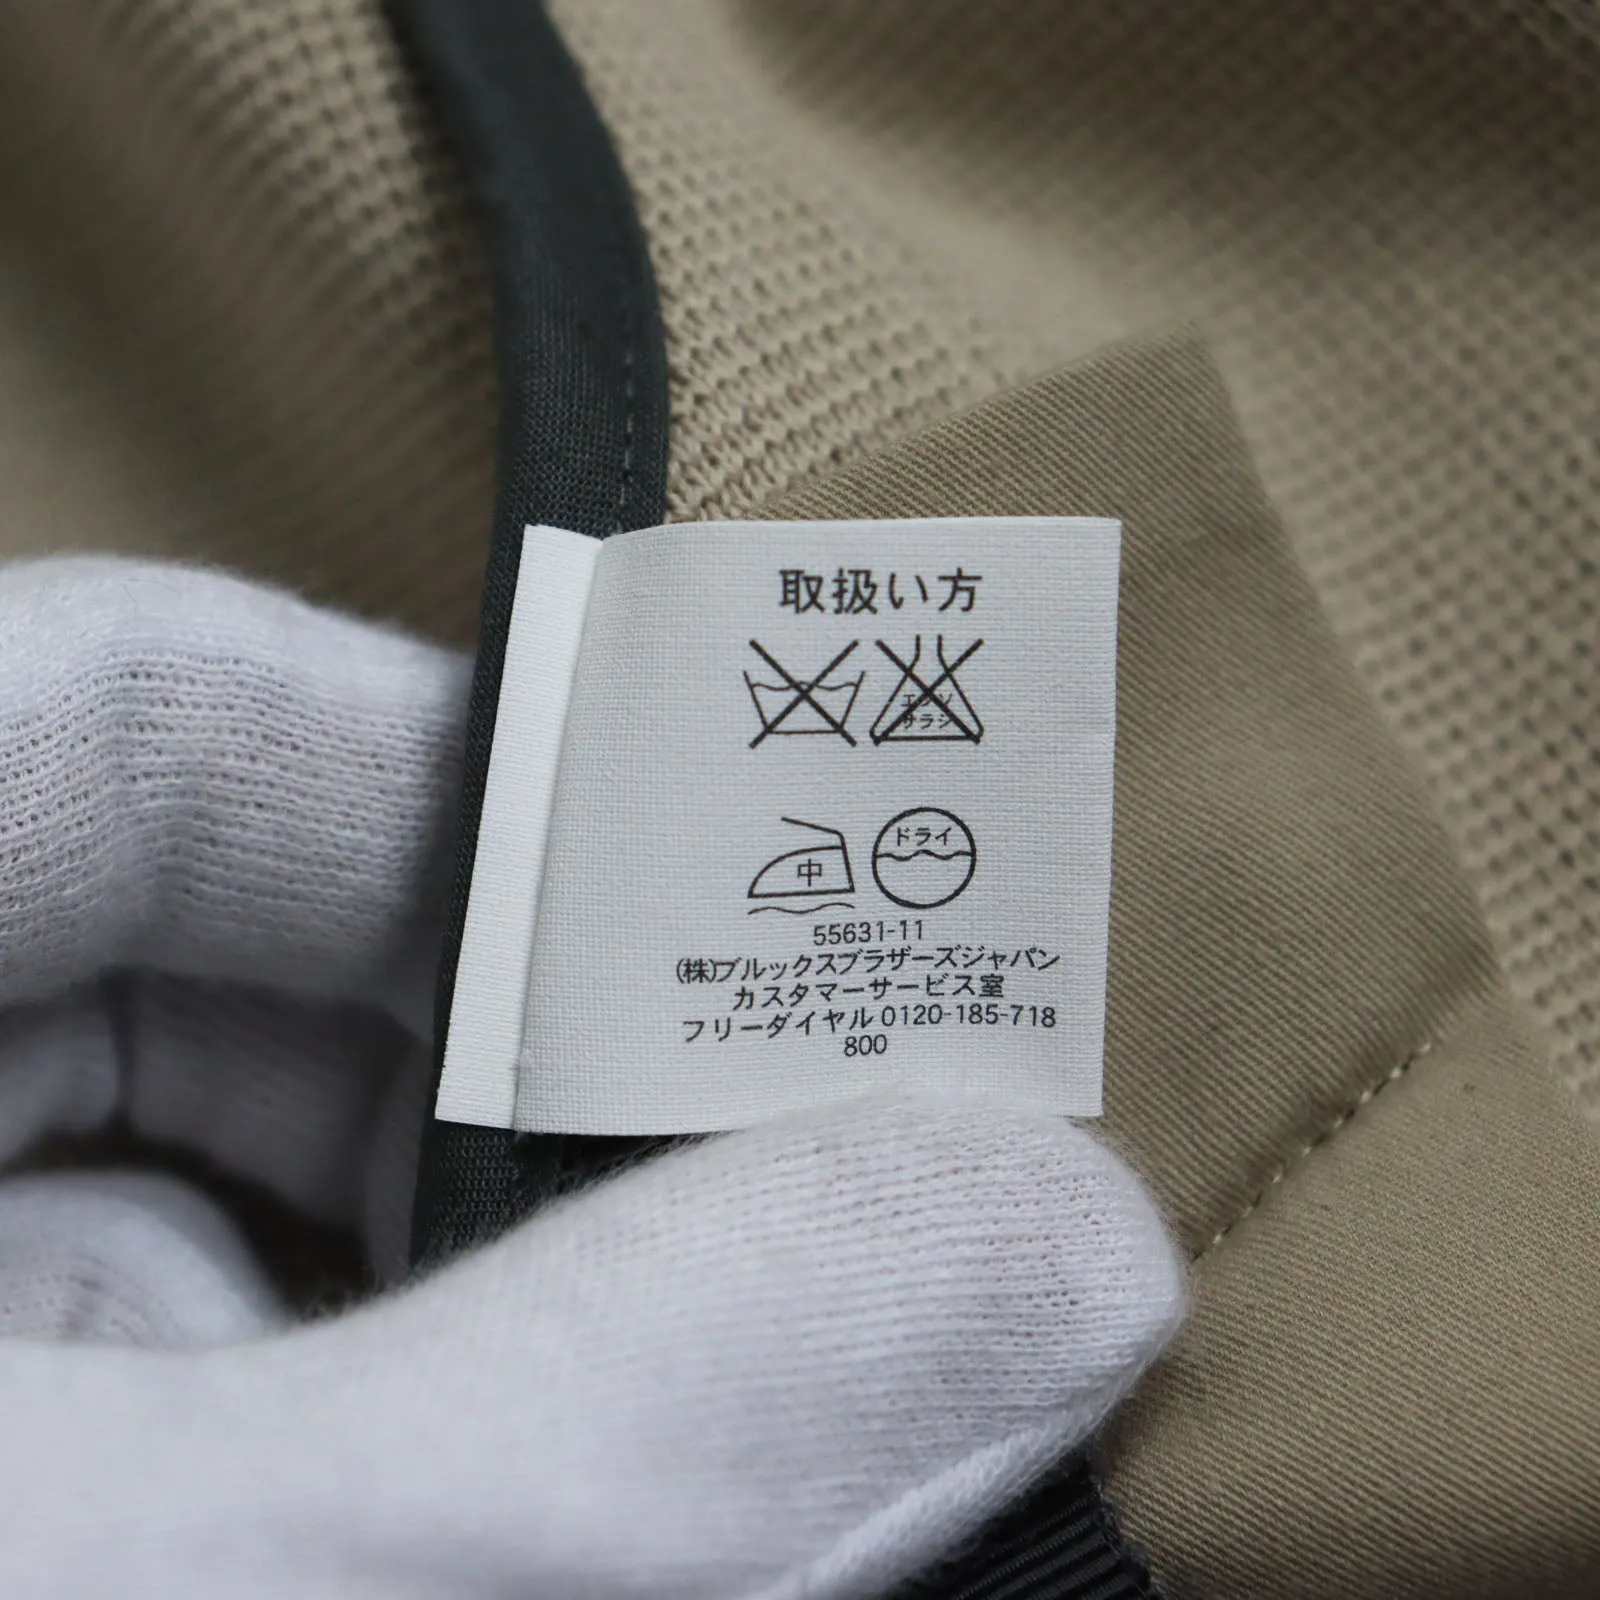 取扱い方
エンソ
サラシ
中
ドライ
55631-11
(株)ブルックスブラザーズジャパン
カスタマーサービス室
フリーダイヤル 0120-185-718
800